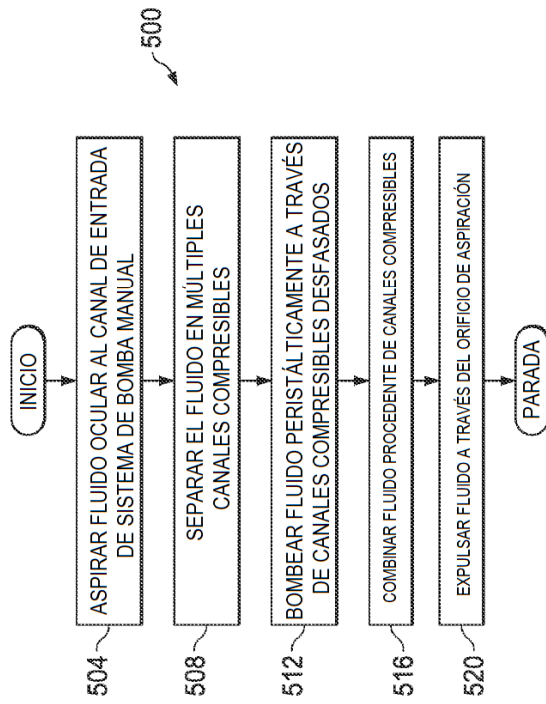 500
INICIO
504
ASPIRAR FLUIDO OCULAR AL CANAL DE ENTRADA
DE SISTEMA DE BOMBA MANUAL
508
SEPARAR EL FLUIDO EN MÚLTIPLES
CANALES COMPRESIBLES
512
BOMBEAR FLUIDO PERISTÁLTICAMENTE A TRAVÉS
DE CANALES COMPRESIBLES DESFASADOS
516
COMBINAR FLUIDO PROCEDENTE DE CANALES COMPRESIBLES
520
EXPULSAR FLUIDO A TRAVÉS DEL ORIFICIO DE ASPIRACIÓN
PARADA